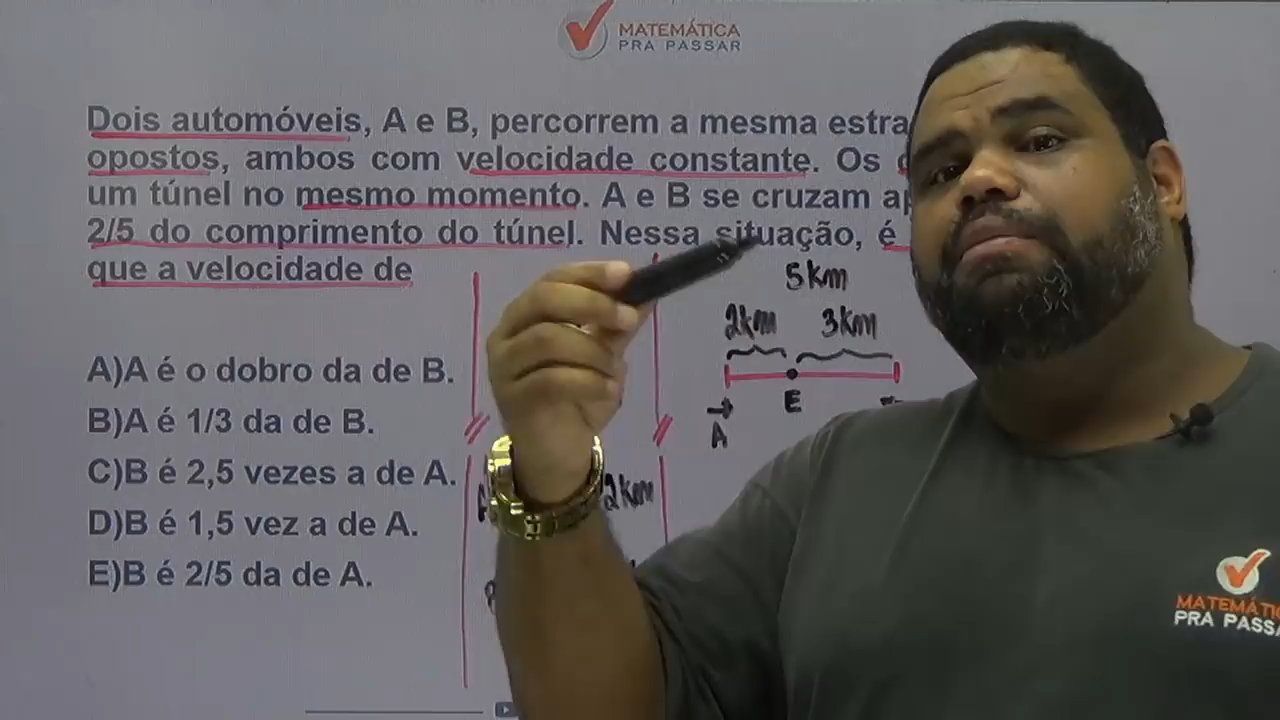 MATEMÁTICA
PRA PASSAR
Dois automóveis, A e B, percorrem a mesma
opostos, ambos com velocidade constante. Os
um túnel no mesmo momento. A e B se cruzam
2/5 do comprimento do túnel. Nessa situação, é
que a velocidade de
5km
2km 3km
E
A
A)A é o dobro da de B.
B)A é 1/3 da de B.
C)B é 2,5 vezes a de A.
D)B é 1,5 vez a de A.
E)B é 2/5 da de A.
2km
PRA PASSA